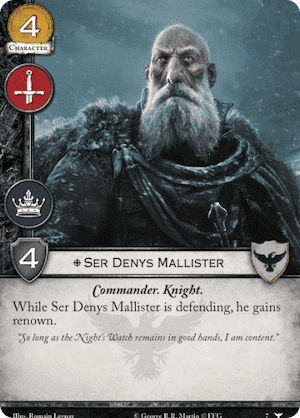 4
Character
4
Ser Denys Mallister
Commander. Knight.
While Ser Denys Mallister is defending, he gains
renown.
"So long as the Night's Watch remains in good hands, I am content."
Illus. Romain Leguay © George R.R. Martin © FFG 7